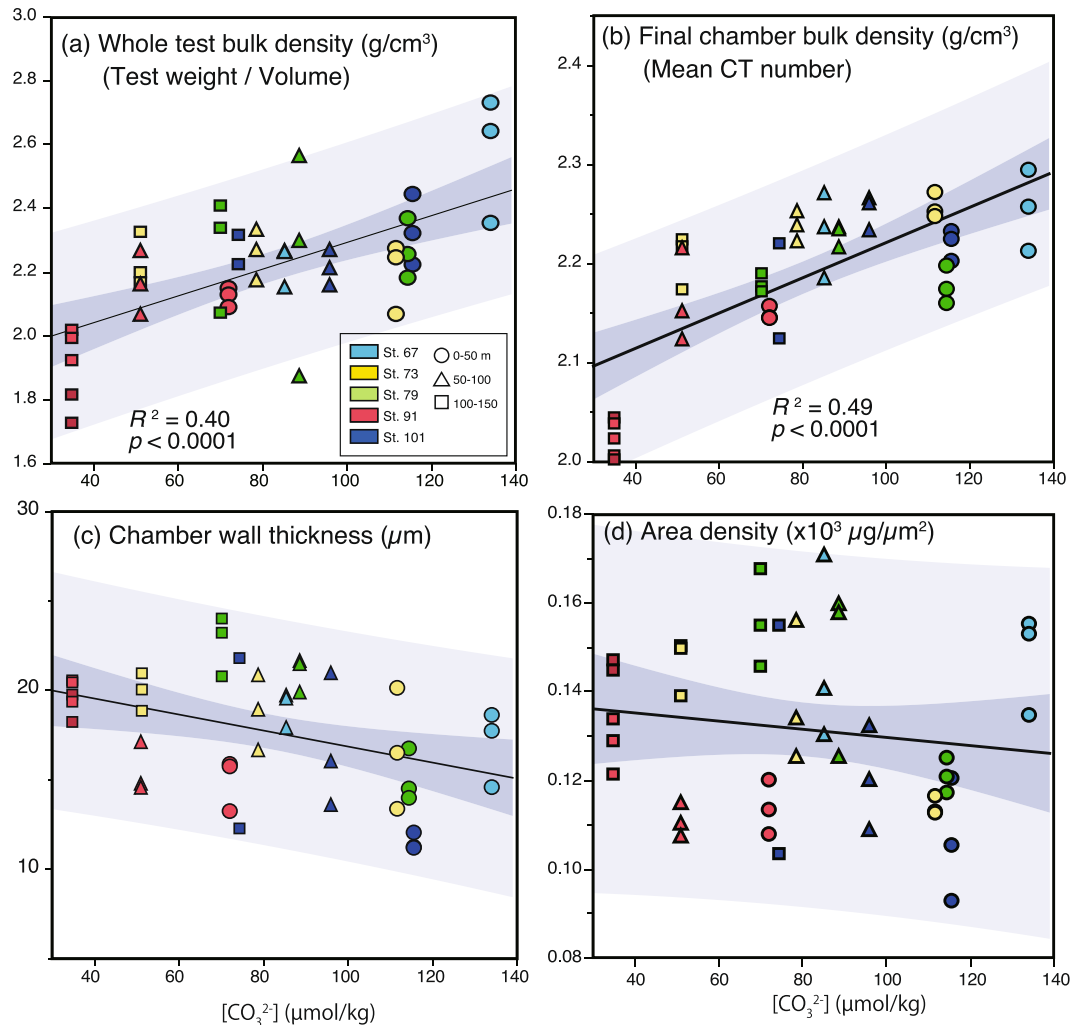 (a) Whole test bulk density (g/cm³)
(Test weight / Volume)
3.0
2.8
2.6
2.4
2.2
2.0
1.8
1.6
R² = 0.40
p < 0.0001
St. 67
St. 73
St. 79
St. 91
St. 101
0-50 m
50-100
100-150
40 60 80 100 120 140
(b) Final chamber bulk density (g/cm³)
(Mean CT number)
2.4
2.3
2.2
2.1
2.0
R² = 0.49
p < 0.0001
40 60 80 100 120 140
(c) Chamber wall thickness (µm)
30
20
10
40 60 80 100 120 140
[CO₃²⁻] (µmol/kg)
(d) Area density (x10³ µg/µm²)
0.18
0.16
0.14
0.12
0.10
0.08
40 60 80 100 120 140
[CO₃²⁻] (µmol/kg)